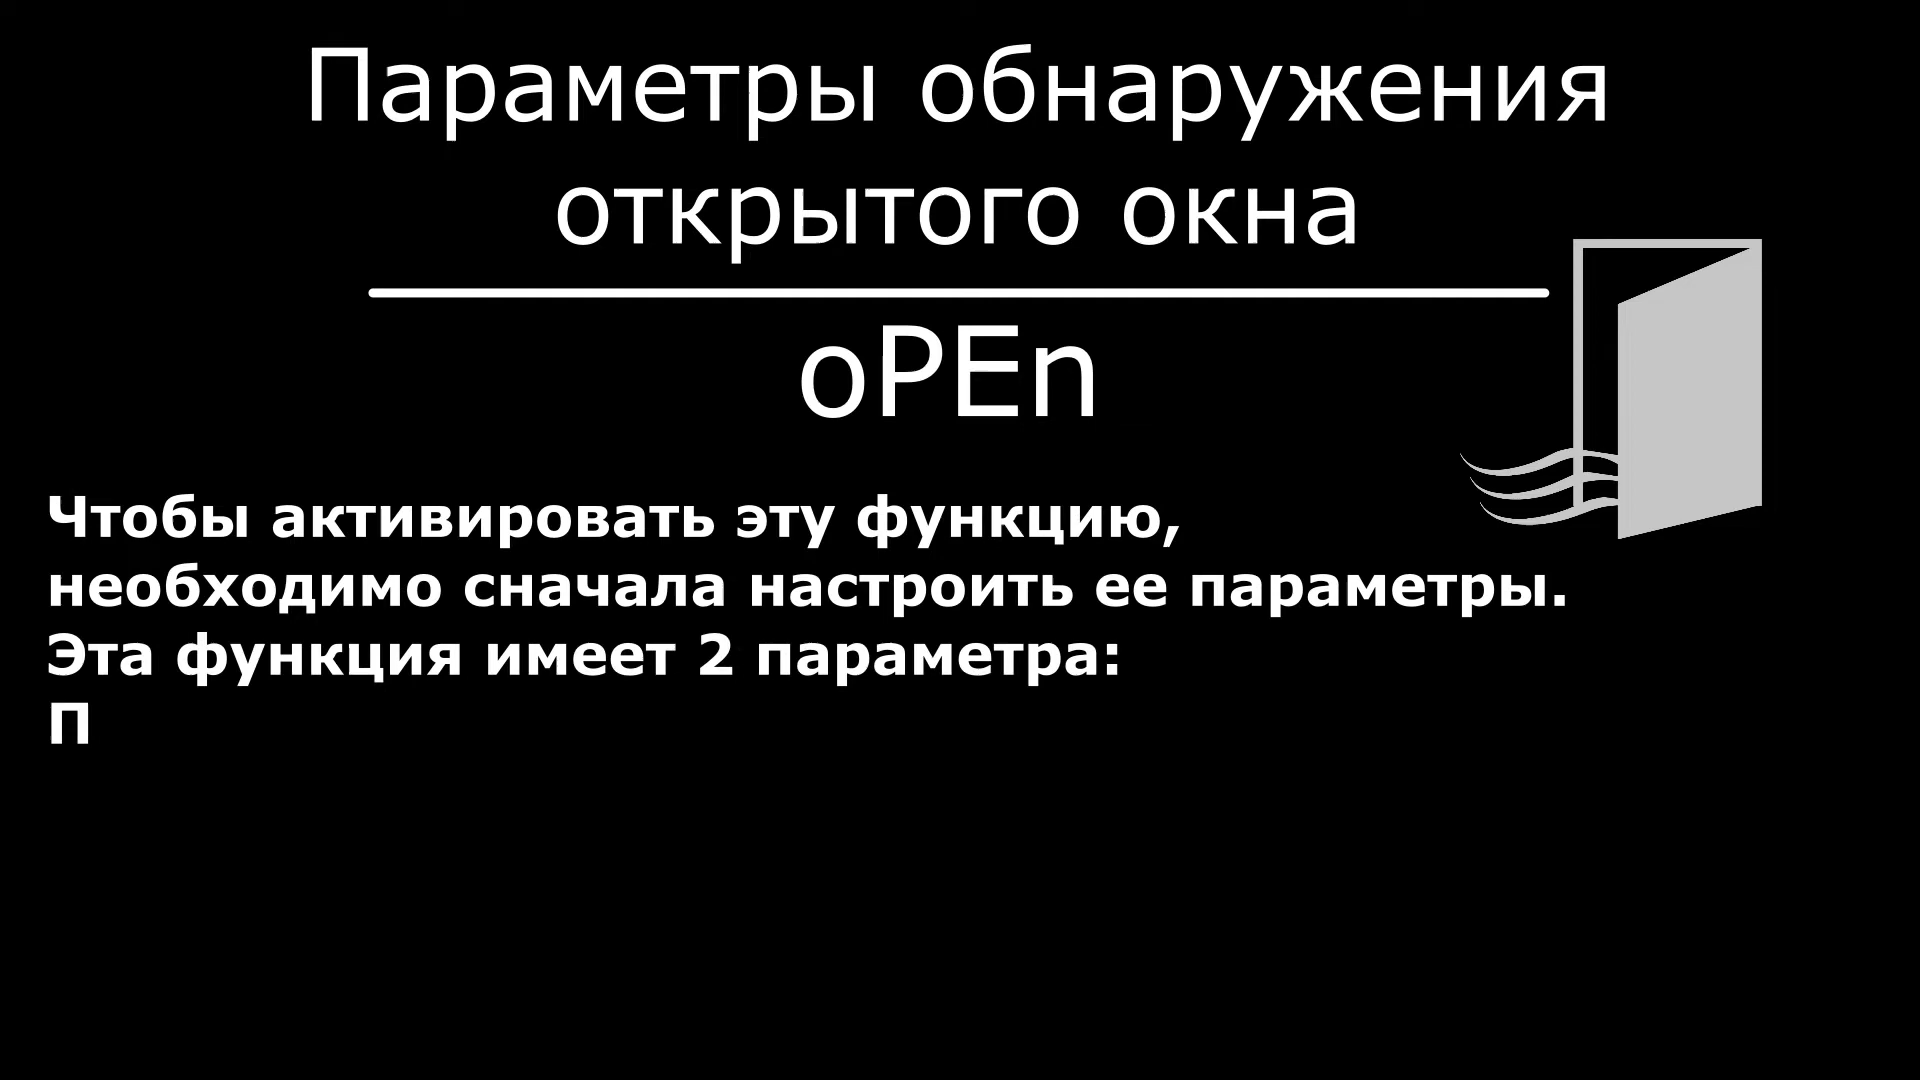 Параметры обнаружения
открытого окна
oPEn
Чтобы активировать эту функцию,
необходимо сначала настроить ее параметры.
Эта функция имеет 2 параметра:
П